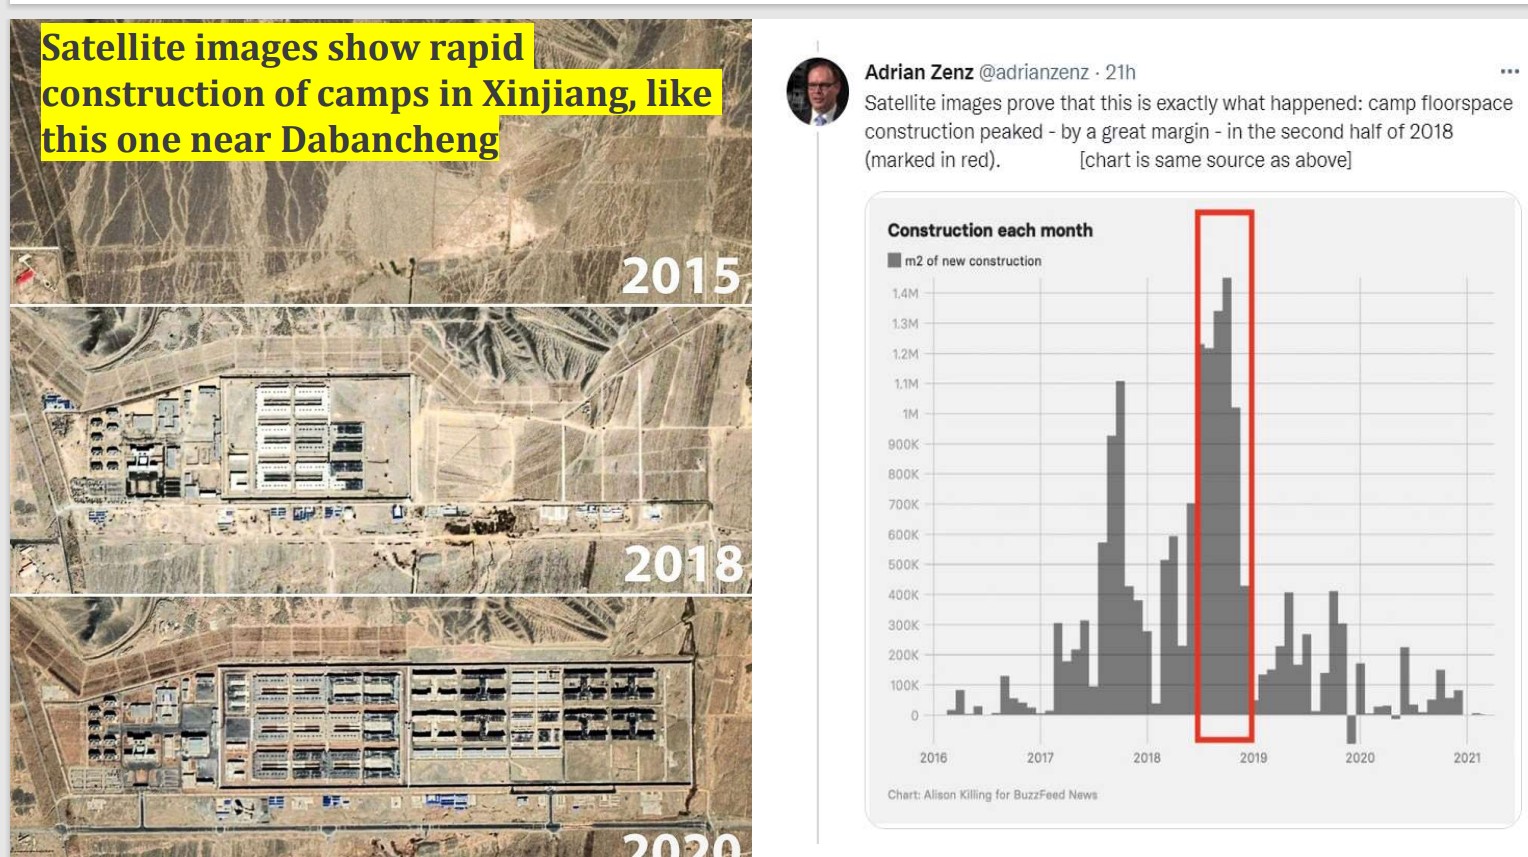 Satellite images show rapid
construction of camps in Xinjiang, like
this one near Dabancheng
2015
2018
2020
Adrian Zenz @adrianzenz · 21h
Satellite images prove that this is exactly what happened: camp floorspace
construction peaked - by a great margin - in the second half of 2018
(marked in red). [chart is same source as above]
Construction each month
m2 of new construction
1.4M
1.3M
1.2M
1.1M
1M
900K
800K
700K
600K
500K
400K
300K
200K
100K
0
2016 2017 2018 2019 2020 2021
Chart: Alison Killing for BuzzFeed News